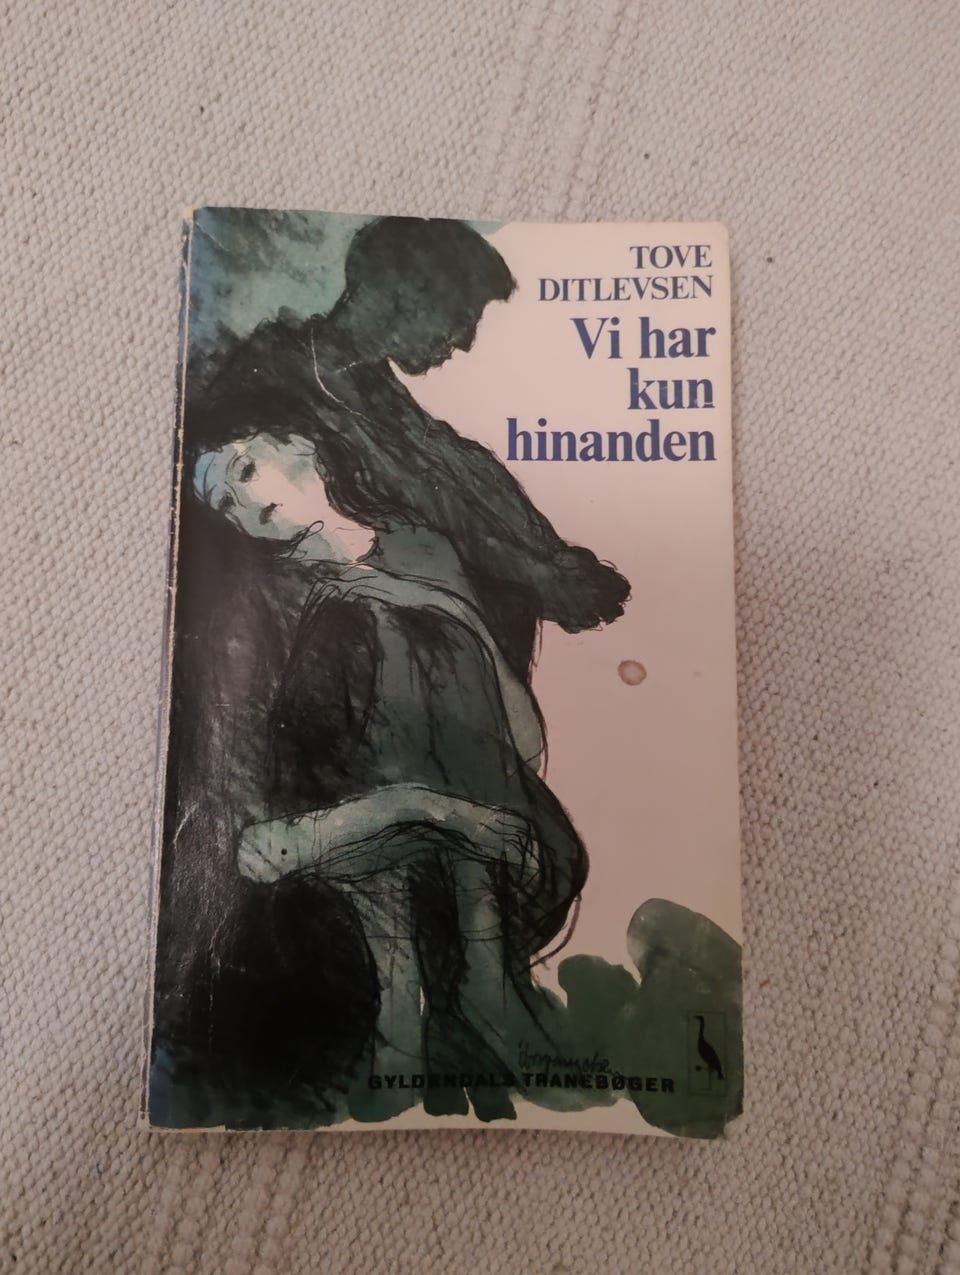 TOVE
DITLEVSEN
Vi har
kun
hinanden
GYLDENDALS TRANEBØGER